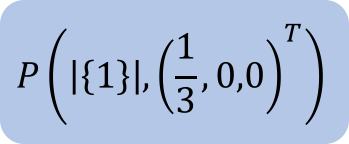 P(|{1}|, (1/3, 0,0)^T)